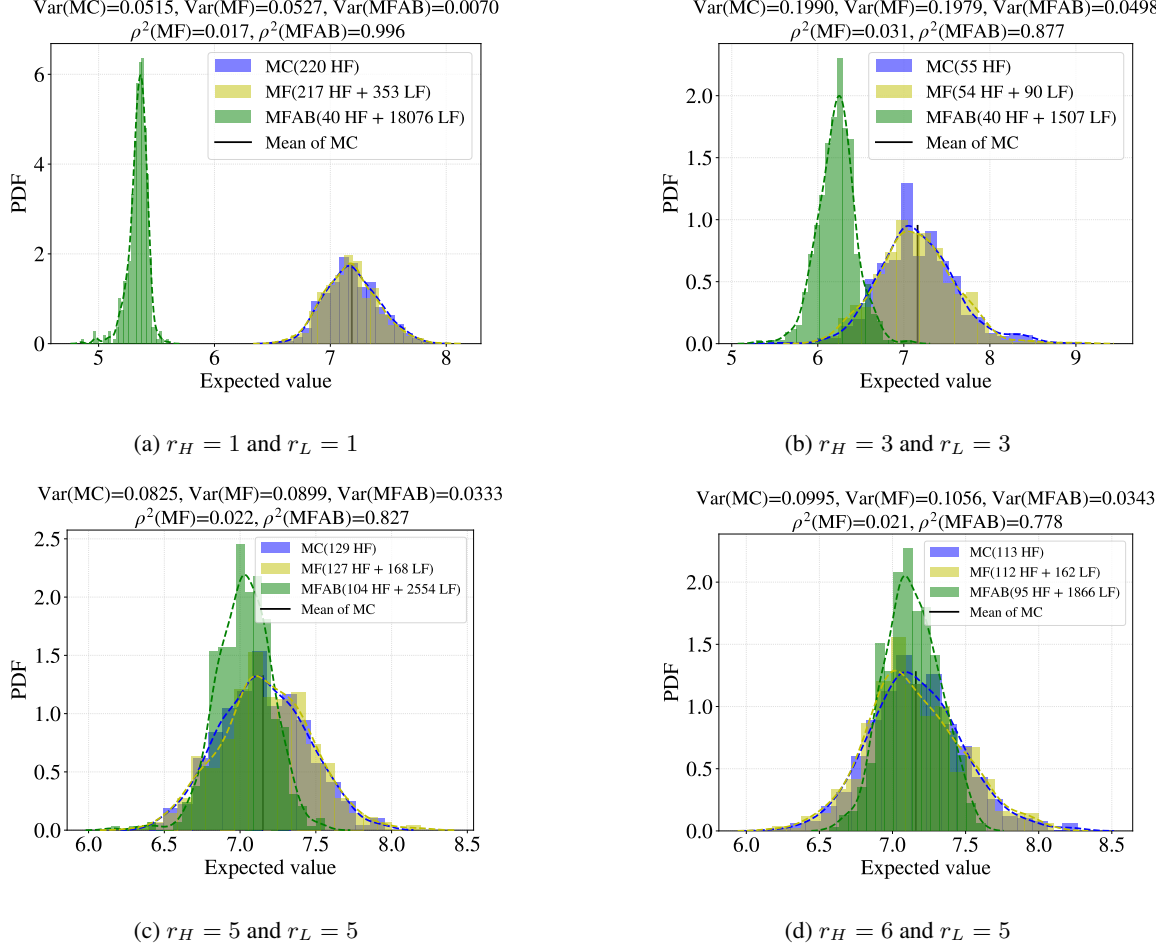 Var(MC)=0.0515, Var(MF)=0.0527, Var(MFAB)=0.0070
ρ²(MF)=0.017, ρ²(MFAB)=0.996
MC(220 HF)
MF(217 HF + 353 LF)
MFAB(40 HF + 18076 LF)
Mean of MC
PDF
6
4
2
0
5 6 7 8
Expected value
(a) r_H = 1 and r_L = 1
Var(MC)=0.1990, Var(MF)=0.1979, Var(MFAB)=0.0498
ρ²(MF)=0.031, ρ²(MFAB)=0.877
MC(55 HF)
MF(54 HF + 90 LF)
MFAB(40 HF + 1507 LF)
Mean of MC
PDF
2.0
1.5
1.0
0.5
0.0
5 6 7 8 9
Expected value
(b) r_H = 3 and r_L = 3
Var(MC)=0.0825, Var(MF)=0.0899, Var(MFAB)=0.0333
ρ²(MF)=0.022, ρ²(MFAB)=0.827
MC(129 HF)
MF(127 HF + 168 LF)
MFAB(104 HF + 2554 LF)
Mean of MC
PDF
2.5
2.0
1.5
1.0
0.5
0.0
6.0 6.5 7.0 7.5 8.0 8.5
Expected value
(c) r_H = 5 and r_L = 5
Var(MC)=0.0995, Var(MF)=0.1056, Var(MFAB)=0.0343
ρ²(MF)=0.021, ρ²(MFAB)=0.778
MC(113 HF)
MF(112 HF + 162 LF)
MFAB(95 HF + 1866 LF)
Mean of MC
PDF
2.0
1.5
1.0
0.5
0.0
6.0 6.5 7.0 7.5 8.0 8.5
Expected value
(d) r_H = 6 and r_L = 5